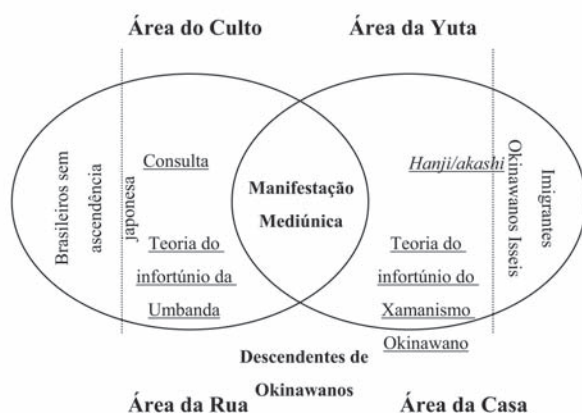 Área do Culto
Área da Yuta
Brasileiros sem
ascendência
japonesa
Consulta
Teoria do
infortúnio da
Umbanda
Manifestação
Mediúnica
Hanji/akashi
Teoria do
infortúnio do
Xamanismo
Okinawano
Okinawanos Isseis
Imigrantes
Descendentes de
Okinawanos
Área da Rua
Área da Casa